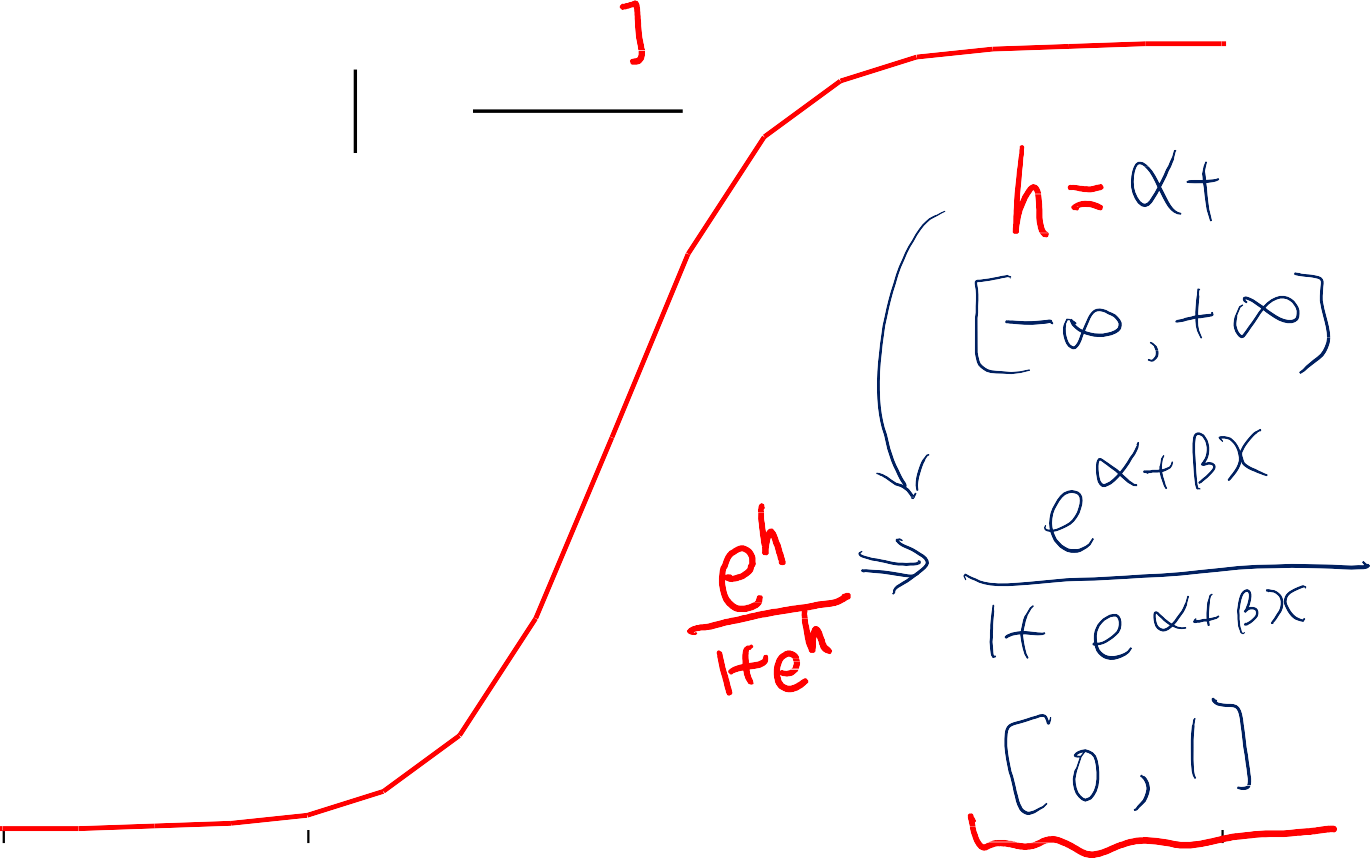 ]
h = α+
[-∞, +∞]
e^h / 1+e^h ⇒ e^α+βx / 1+ e^α+βx
[0, 1]